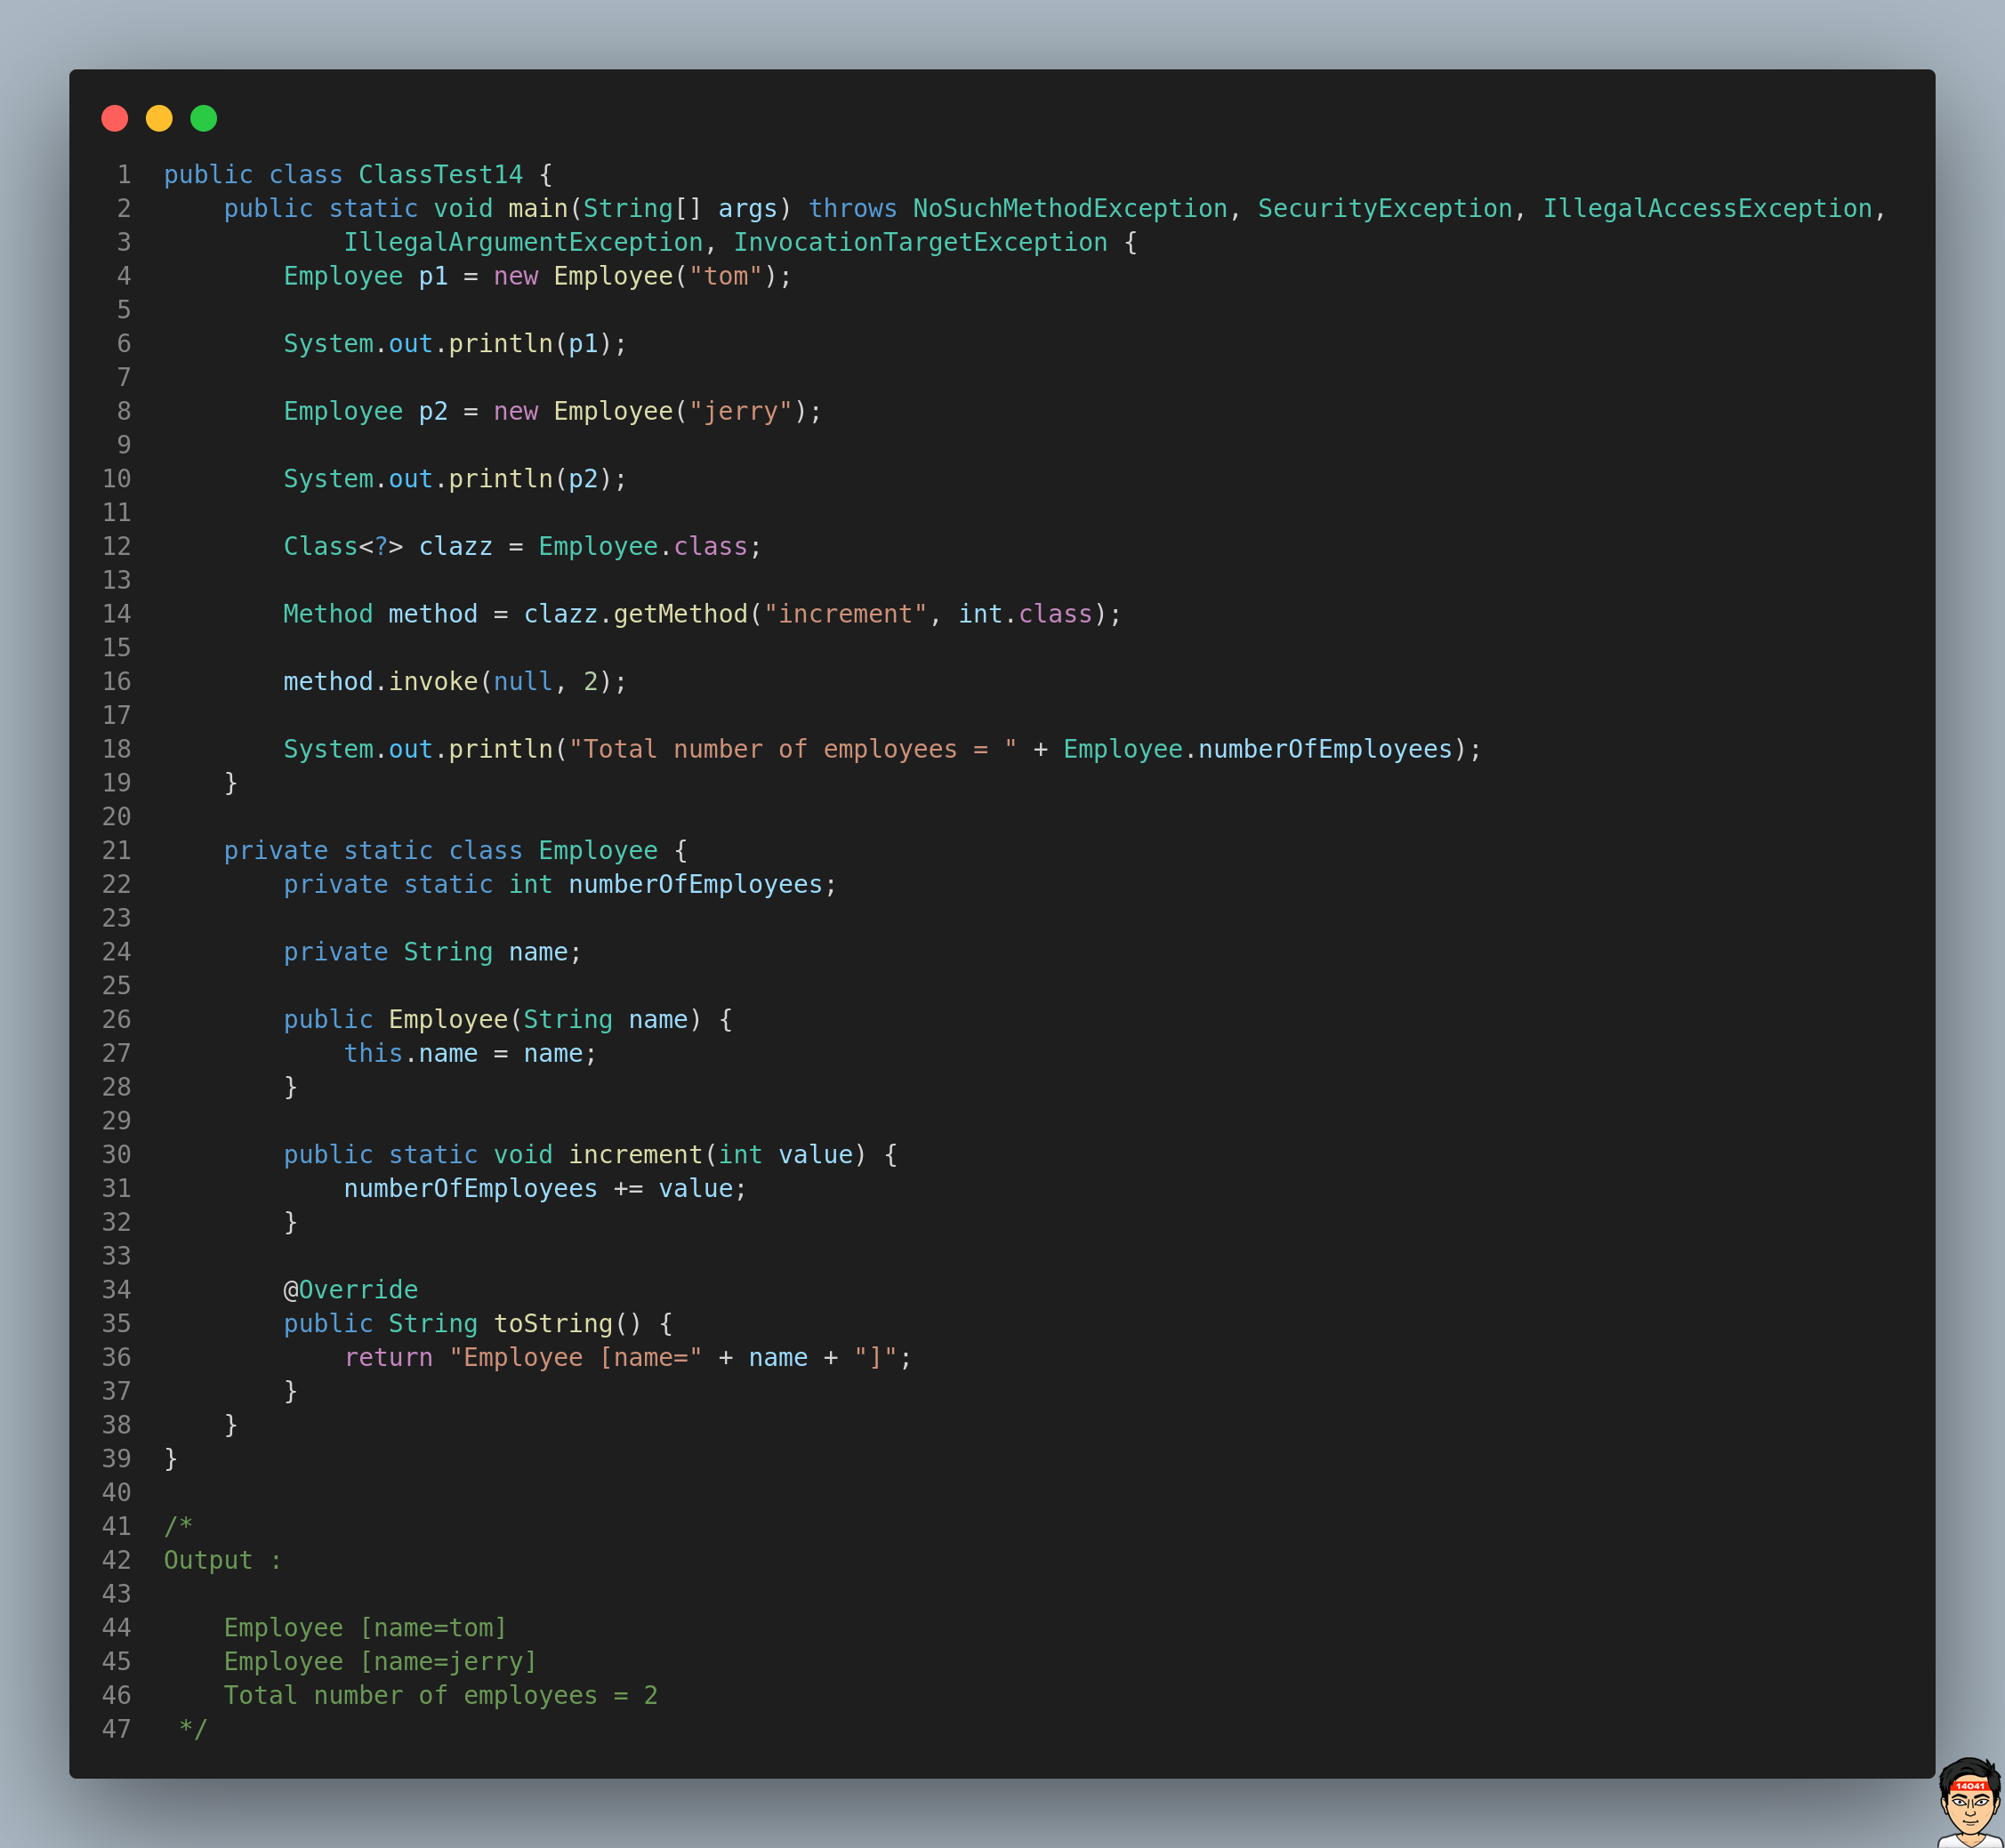 1 public class ClassTest14 {
2     public static void main(String[] args) throws NoSuchMethodException, SecurityException, IllegalAccessException,
3             IllegalArgumentException, InvocationTargetException {
4         Employee p1 = new Employee("tom");
5
6         System.out.println(p1);
7
8         Employee p2 = new Employee("jerry");
9
10         System.out.println(p2);
11
12         Class<?> clazz = Employee.class;
13
14         Method method = clazz.getMethod("increment", int.class);
15
16         method.invoke(null, 2);
17
18         System.out.println("Total number of employees = " + Employee.numberOfEmployees);
19     }
20
21     private static class Employee {
22         private static int numberOfEmployees;
23
24         private String name;
25
26         public Employee(String name) {
27             this.name = name;
28         }
29
30         public static void increment(int value) {
31             numberOfEmployees += value;
32         }
33
34         @Override
35         public String toString() {
36             return "Employee [name=" + name + "]";
37         }
38     }
39 }
40
41 /*
42 Output :
43
44     Employee [name=tom]
45     Employee [name=jerry]
46     Total number of employees = 2
47  */
14041